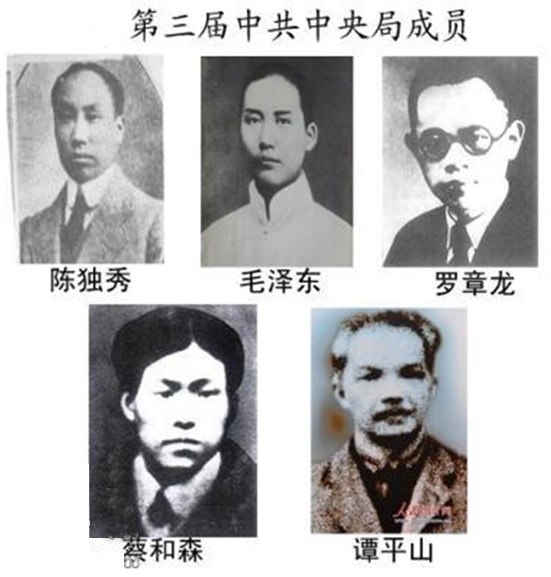 第三届中共中央局成员
陈独秀
毛泽东
罗章龙
蔡和森
谭平山